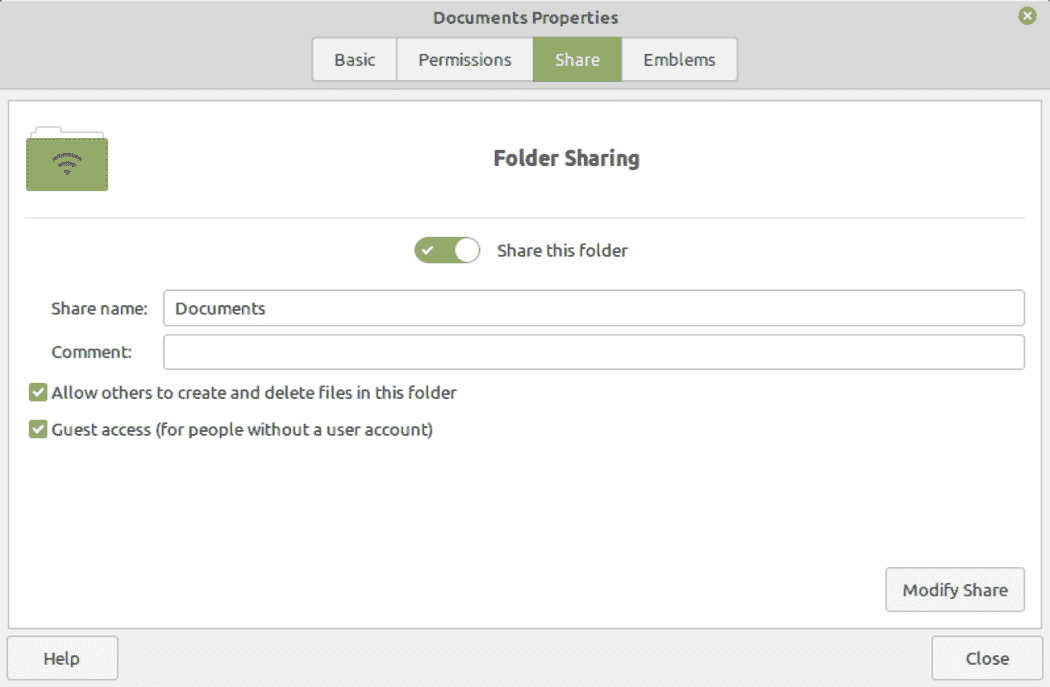 Documents Properties
Basic Permissions Share Emblems
Folder Sharing
Share this folder
Share name: Documents
Comment:
Allow others to create and delete files in this folder
Guest access (for people without a user account)
Modify Share
Help Close